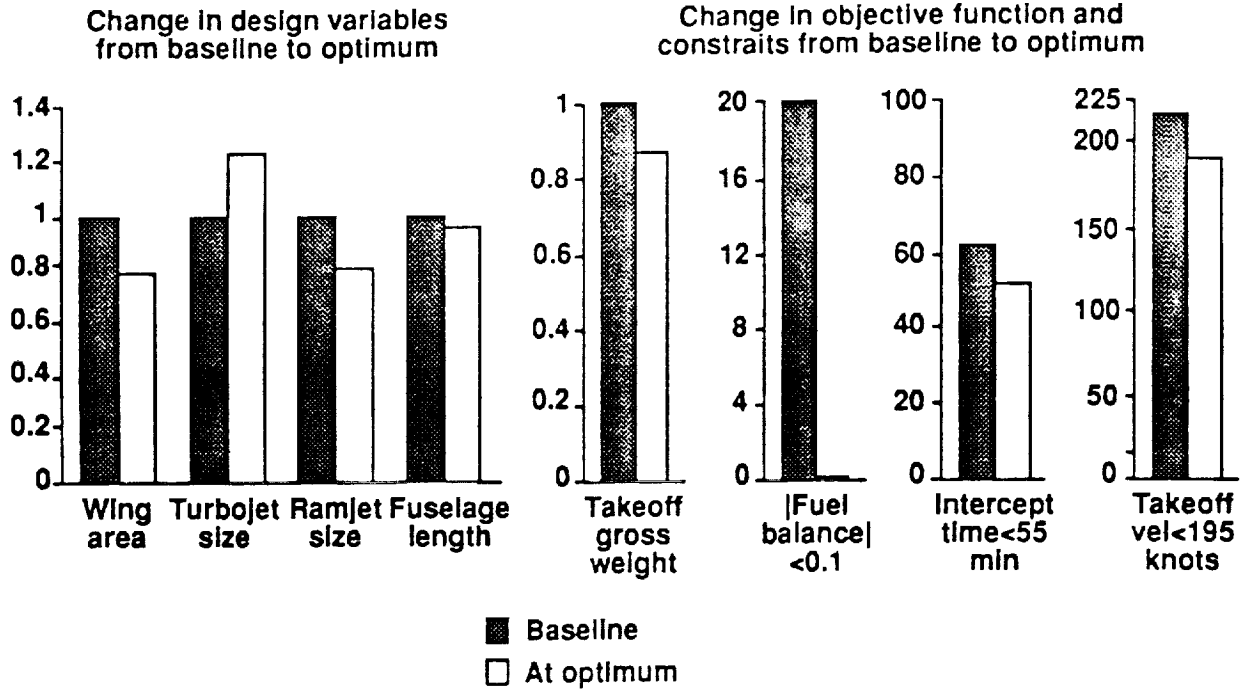 Change in design variables
from baseline to optimum
1.4
1.2
1
0.8
0.6
0.4
0.2
0
Wing area
Turbojet size
Ramjet size
Fuselage length
Change in objective function and
constraits from baseline to optimum
1
0.8
0.6
0.4
0.2
0
Takeoff
gross
weight
20
16
12
8
4
0
|Fuel
balance|
<0.1
100
80
60
40
20
0
Intercept
time<55
min
225
200
150
100
50
0
Takeoff
vel<195
knots
Baseline
At optimum